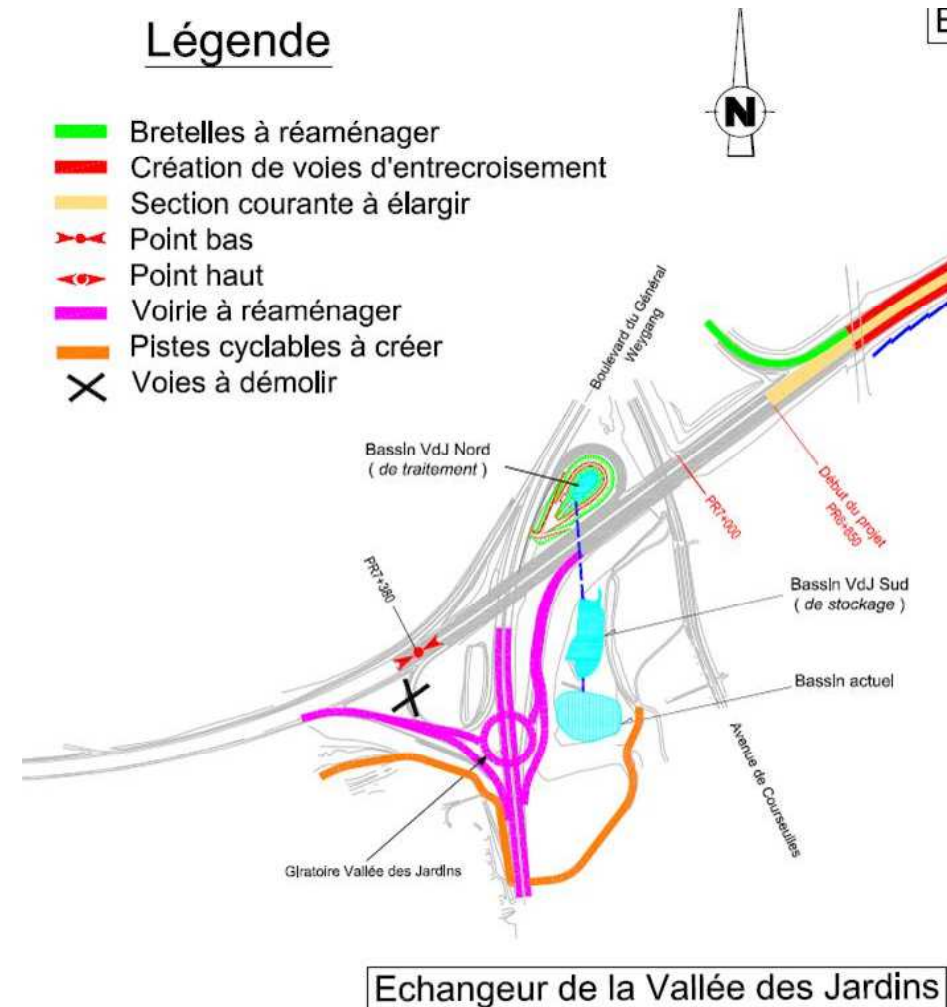 Légende
Bretelles à réaménager
Création de voies d'entrecroisement
Section courante à élargir
Point bas
Point haut
Voirie à réaménager
Pistes cyclables à créer
Voies à démolir
N
E
Boulevard du Général
Weygang
Bassin VdJ Nord
( de traitement )
PR7+000
Début du projet
PR6+850
PR7+380
Bassin VdJ Sud
( de stockage )
Bassin actuel
Avenue de Courseulles
Giratoire Vallée des Jardins
Echangeur de la Vallée des Jardins